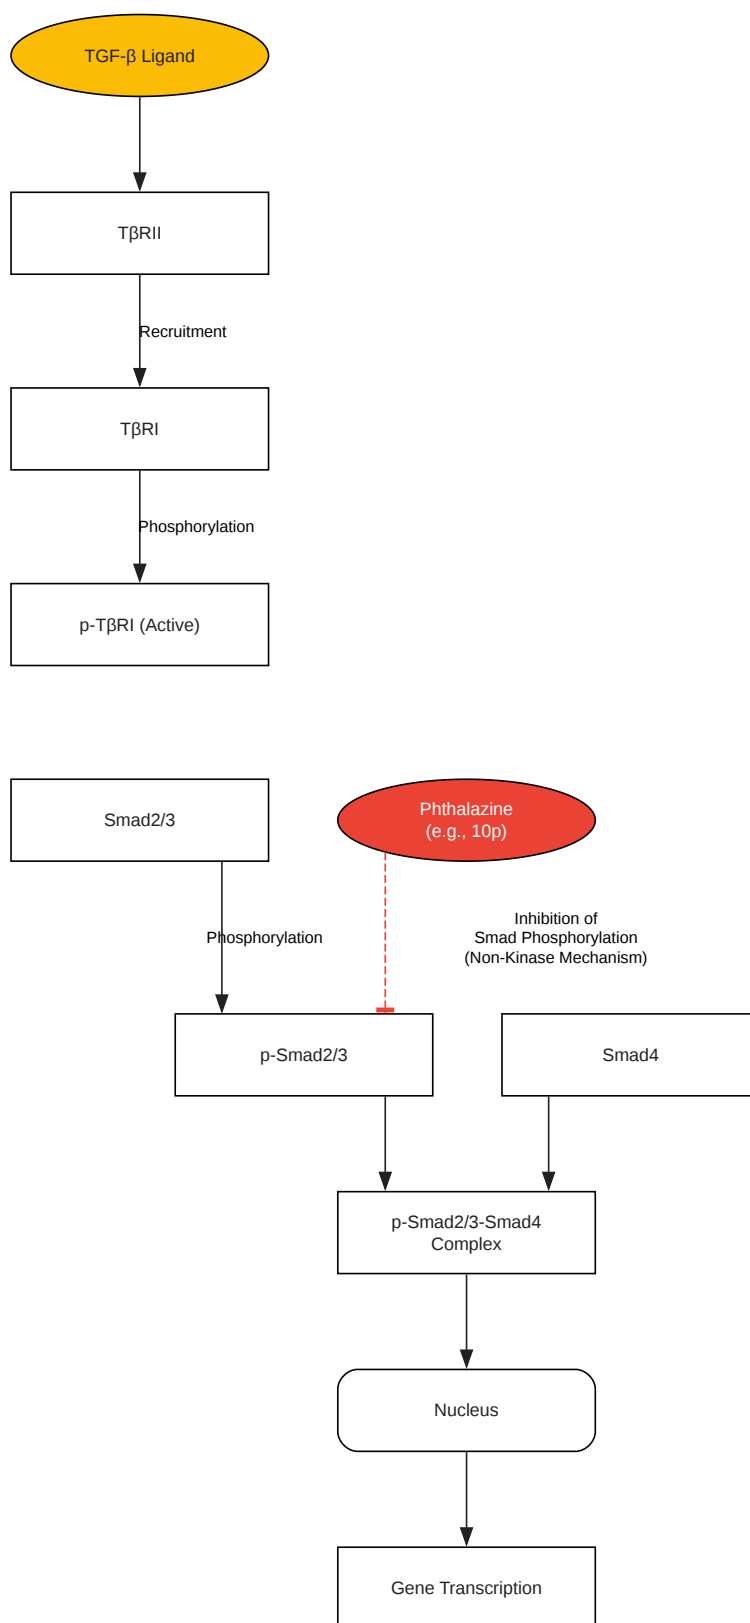 TGF-β Ligand
TβRII
Recruitment
TβRI
Phosphorylation
p-TβRI (Active)
Smad2/3
Phthalazine
(e.g., 10p)
Phosphorylation
Inhibition of
Smad Phosphorylation
(Non-Kinase Mechanism)
p-Smad2/3
Smad4
p-Smad2/3-Smad4
Complex
Nucleus
Gene Transcription